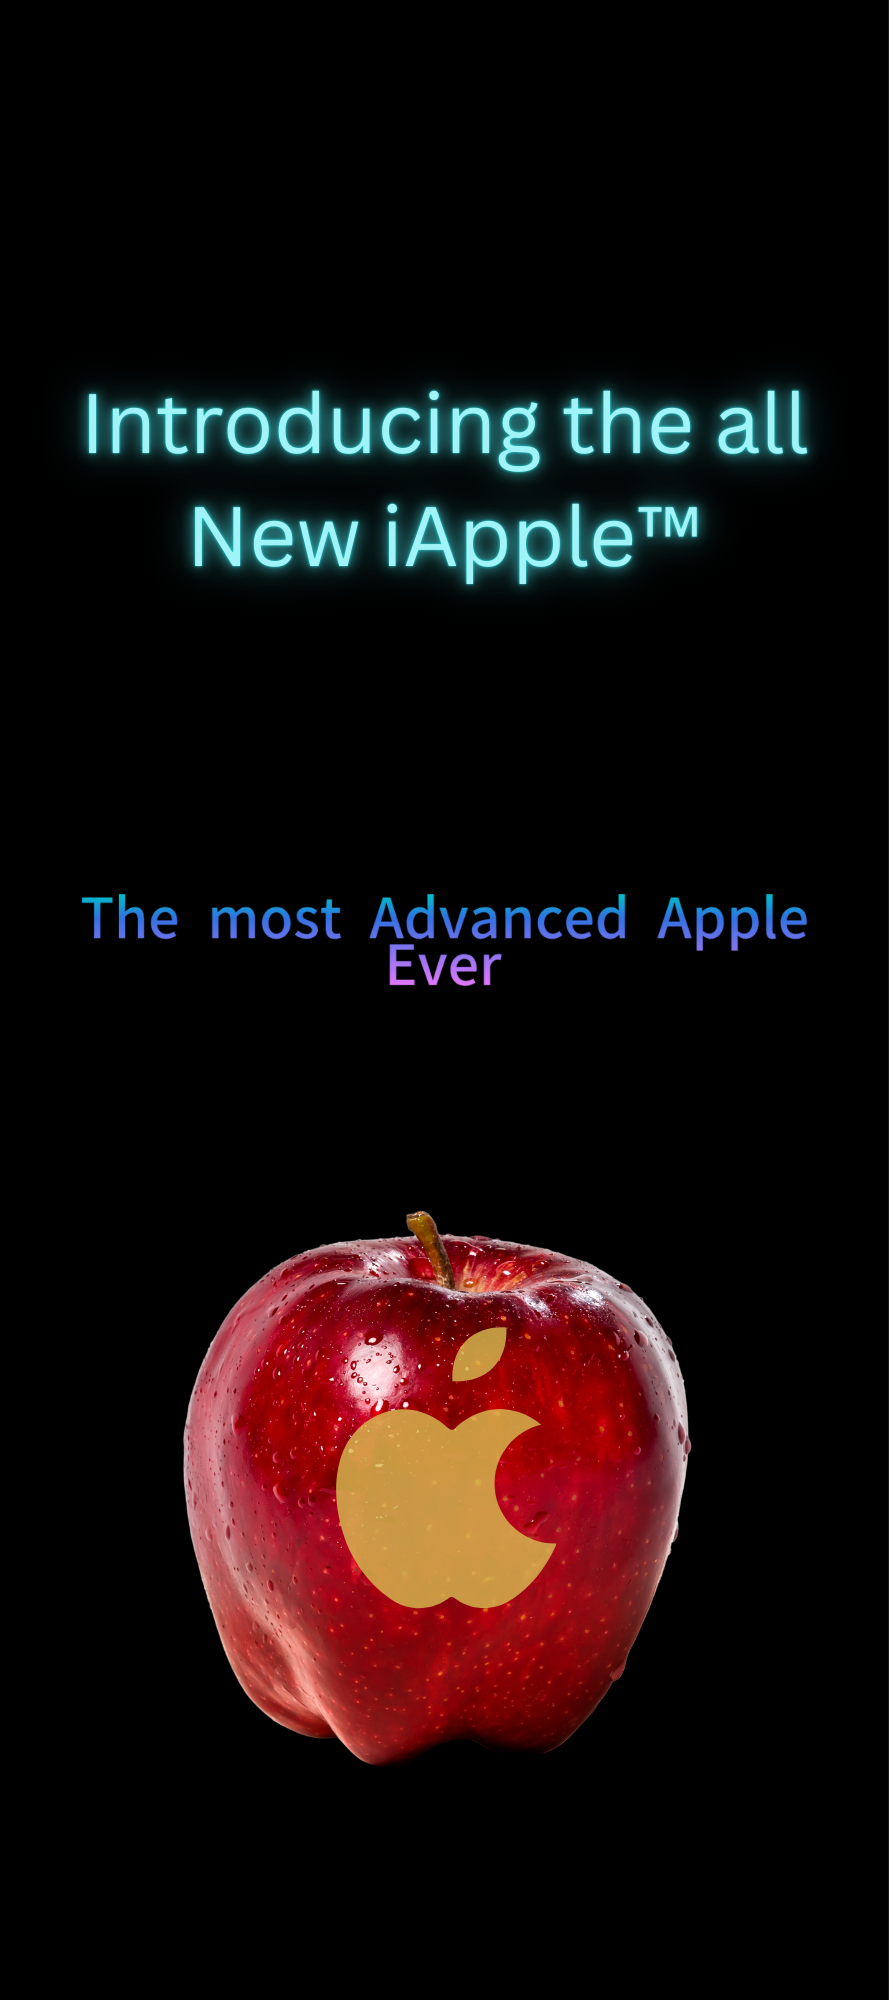 Introducing the all
New iApple™
The most Advanced Apple
Ever